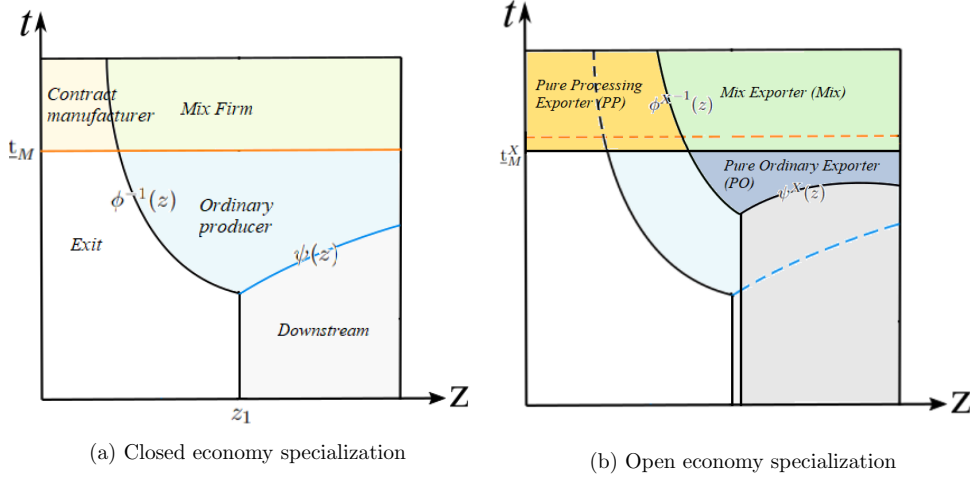 t
Contract
manufacturer
Mix Firm
t_M
ϕ⁻¹(z)
Ordinary
producer
Exit
ψ(z)
Downstream
z₁
Z
(a) Closed economy specialization
t
Pure Processing
Exporter (PP)
ϕ^{X-1}(z)
Mix Exporter (Mix)
t_M^X
Pure Ordinary Exporter
(PO)
ψ^X(z)
Z
(b) Open economy specialization